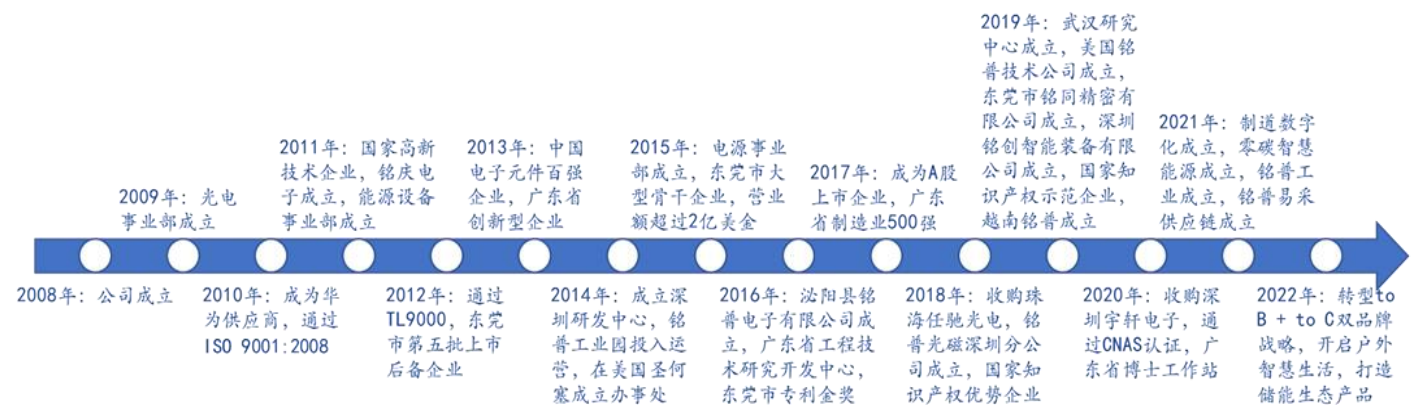 2008年：公司成立
2009年：光电
事业部成立
2010年：成为华
为供应商，通过
ISO 9001:2008
2011年：国家高新
技术企业，铭庆电
子成立，能源设备
事业部成立
2012年：通过
TL9000，东莞
市第五批上市
后备企业
2013年：中国
电子元件百强
企业，广东省
创新型企业
2014年：成立深
圳研发中心，铭
普工业园投入运
营，在美国圣何
塞成立办事处
2015年：电源事业
部成立，东莞市大
型骨干企业，营业
额超过2亿美金
2016年：泌阳县铭
普电子有限公司成
立，广东省工程技
术研究开发中心，
东莞市专利金奖
2017年：成为A股
上市企业，广东
省制造业500强
2018年：收购珠
海任驰光电，铭
普光磁深圳分公
司成立，国家知
识产权优势企业
2019年：武汉研究
中心成立，美国铭
普技术公司成立，
东莞市铭同精密有
限公司成立，深圳
铭创智能装备有限
公司成立，国家知
识产权示范企业，
越南铭普成立
2020年：收购深
圳宇轩电子，通
过CNAS认证，广
东省博士工作站
2021年：制道数字
化成立，零碳智慧
能源成立，铭普工
业成立，铭普易采
供应链成立
2022年：转型to
B + to C双品牌
战略，开启户外
智慧生活，打造
储能生态产品